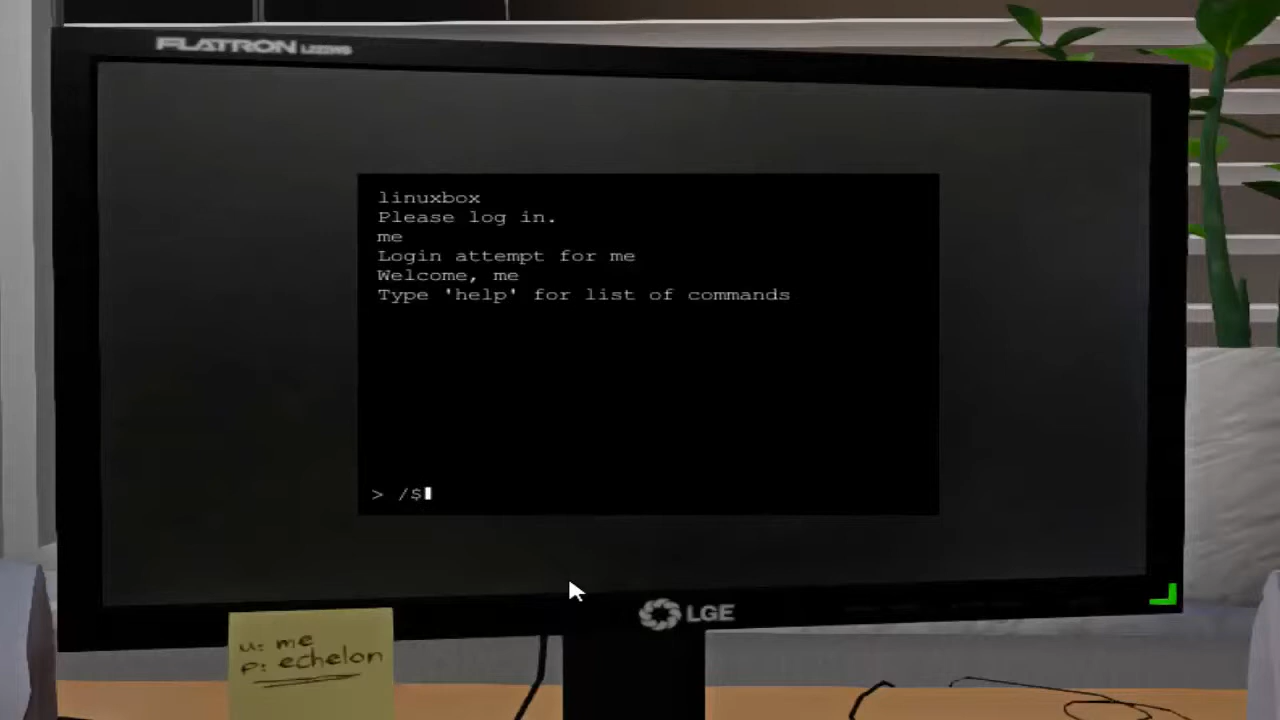 FLATRON
linuxbox
Please log in.
me
Login attempt for me
Welcome, me
Type 'help' for list of commands
> /$
LGE
u: me
p: echelon